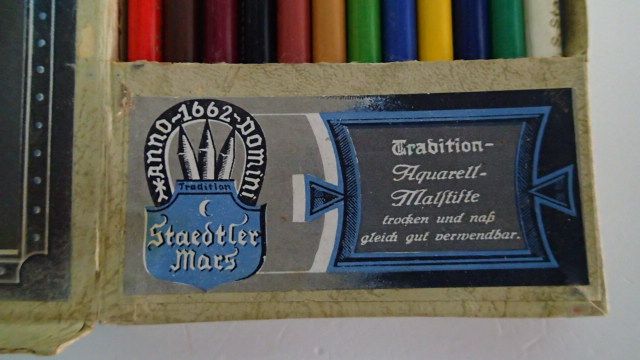 *Anno-1662-Domini
Tradition
Staedtler
Mars
Tradition-
Aquarell-
Malstifte
trocken und naß
gleich gut verwendbar.